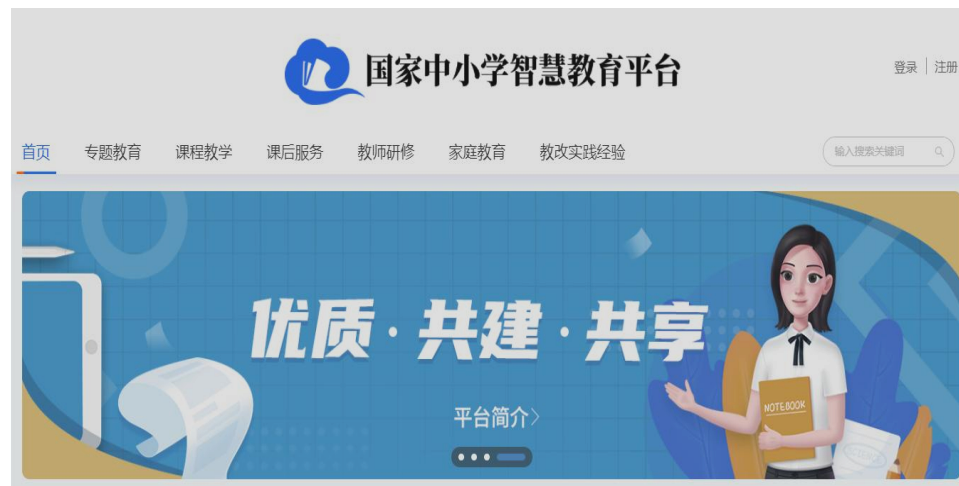 国家中小学智慧教育平台
登录 | 注册
首页 专题教育 课程教学 课后服务 教师研修 家庭教育 教改实践经验 输入搜索关键词
优质·共建·共享
平台简介〉
NOTEBOOK